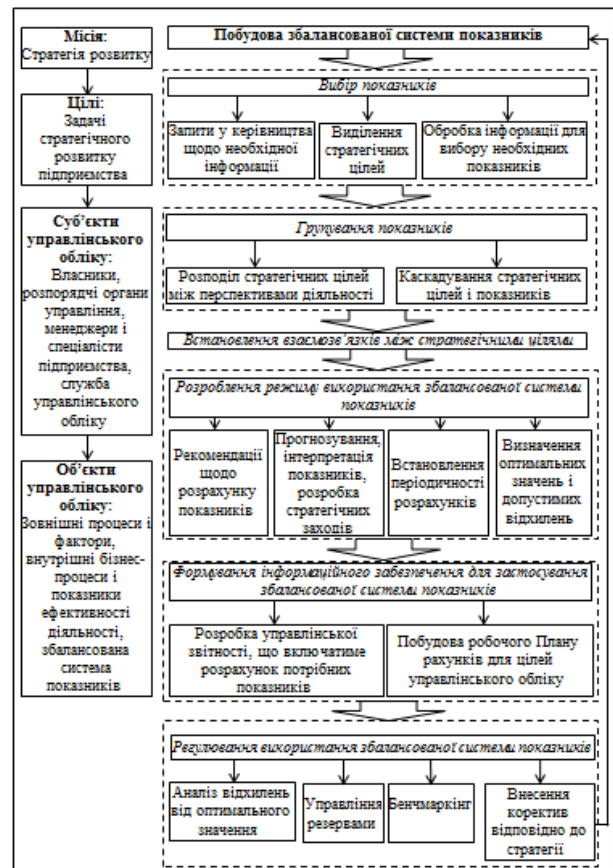 Місія:
Стратегія розвитку
Цілі:
Задачі
стратегічного
розвитку
підприємства
Суб’єкти
управлінського
обліку:
Власники,
розпорядчі органи
управління,
менеджери і
спеціалісти
підприємства,
служба
управлінського
обліку
Об’єкти
управлінського
обліку:
Зовнішні процеси і
фактори,
внутрішні бізнес-
процеси і
показники
ефективності
діяльності,
збалансована
система
показників
Побудова збалансованої системи показників
Вибір показників
Запити у керівництва
щодо необхідної
інформації
Виділення
стратегічних
цілей
Обробка інформації для
вибору необхідних
показників
Групування показників
Розподіл стратегічних цілей
між перспективами діяльності
Каскадування стратегічних
цілей і показників
Встановлення взаємозв’язків між стратегічними цілями
Розроблення режиму використання збалансованої системи
показників
Рекомендації
щодо
розрахунку
показників
Прогнозування,
інтерпретація
показників,
розробка
стратегічних
заходів
Встановлення
періодичності
розрахунків
Визначення
оптимальних
значень і
допустимих
відхилень
Формування інформаційного забезпечення для застосування
збалансованої системи показників
Розробка управлінської
звітності, що включатиме
розрахунок потрібних
показників
Побудова робочого Плану
рахунків для цілей
управлінського обліку
Регулювання використання збалансованої системи показників
Аналіз відхилень
від оптимального
значення
Управління
резервами
Бенчмаркінг
Внесення
коректив
відповідно до
стратегії